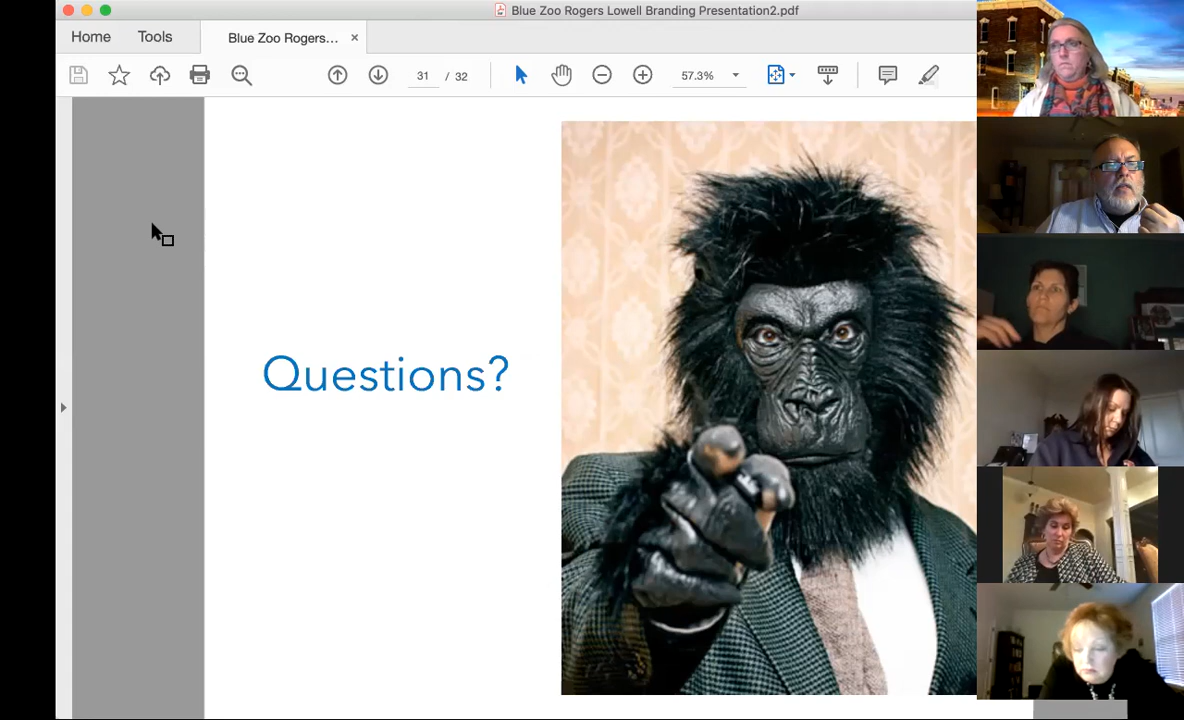 Blue Zoo Rogers Lowell Branding Presentation2.pdf
Home
Tools
Blue Zoo Rogers...
31 / 32
57.3%
Questions?